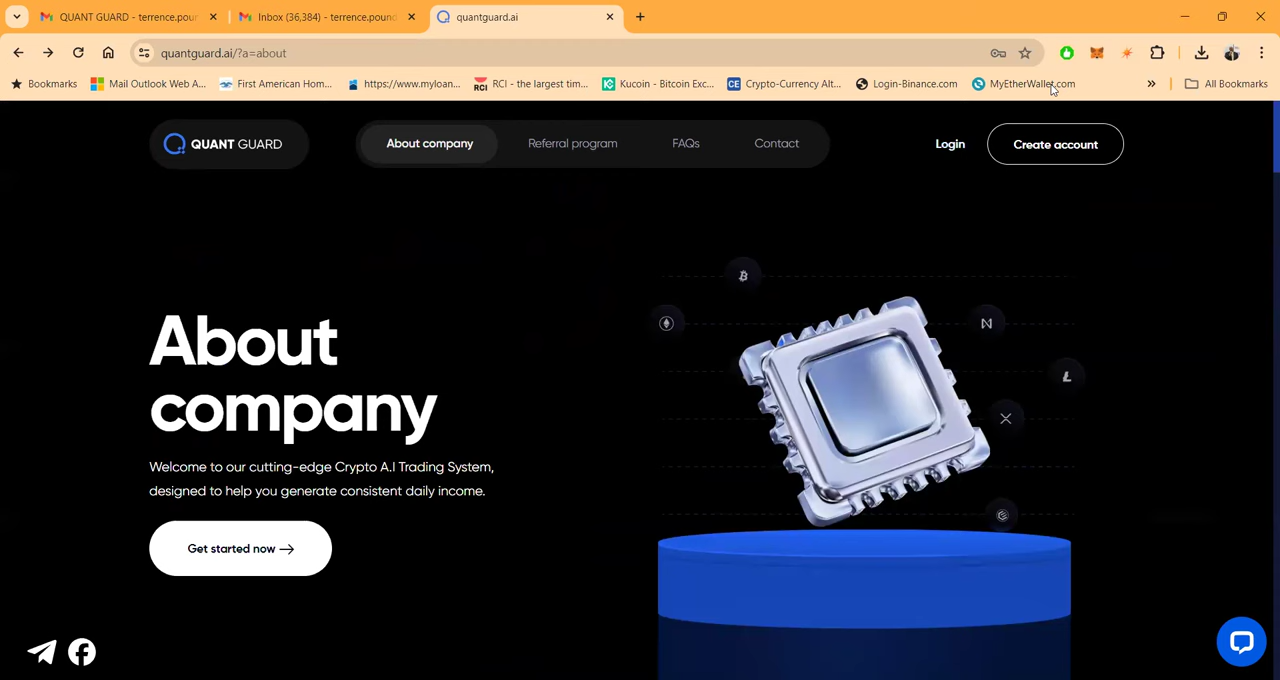 QUANT GUARD - terrence.pour
Inbox (36,384) - terrence.pound
quantguard.ai
quantguard.ai/?a=about
Bookmarks
Mail Outlook Web A...
First American Hom...
https://www.myloan...
RCI - the largest tim...
Kucoin - Bitcoin Exc...
Crypto-Currency Alt...
Login-Binance.com
MyEtherWallet.com
All Bookmarks
QUANT GUARD
About company
Referral program
FAQs
Contact
Login
Create account
About
company
Welcome to our cutting-edge Crypto A.I Trading System,
designed to help you generate consistent daily income.
Get started now